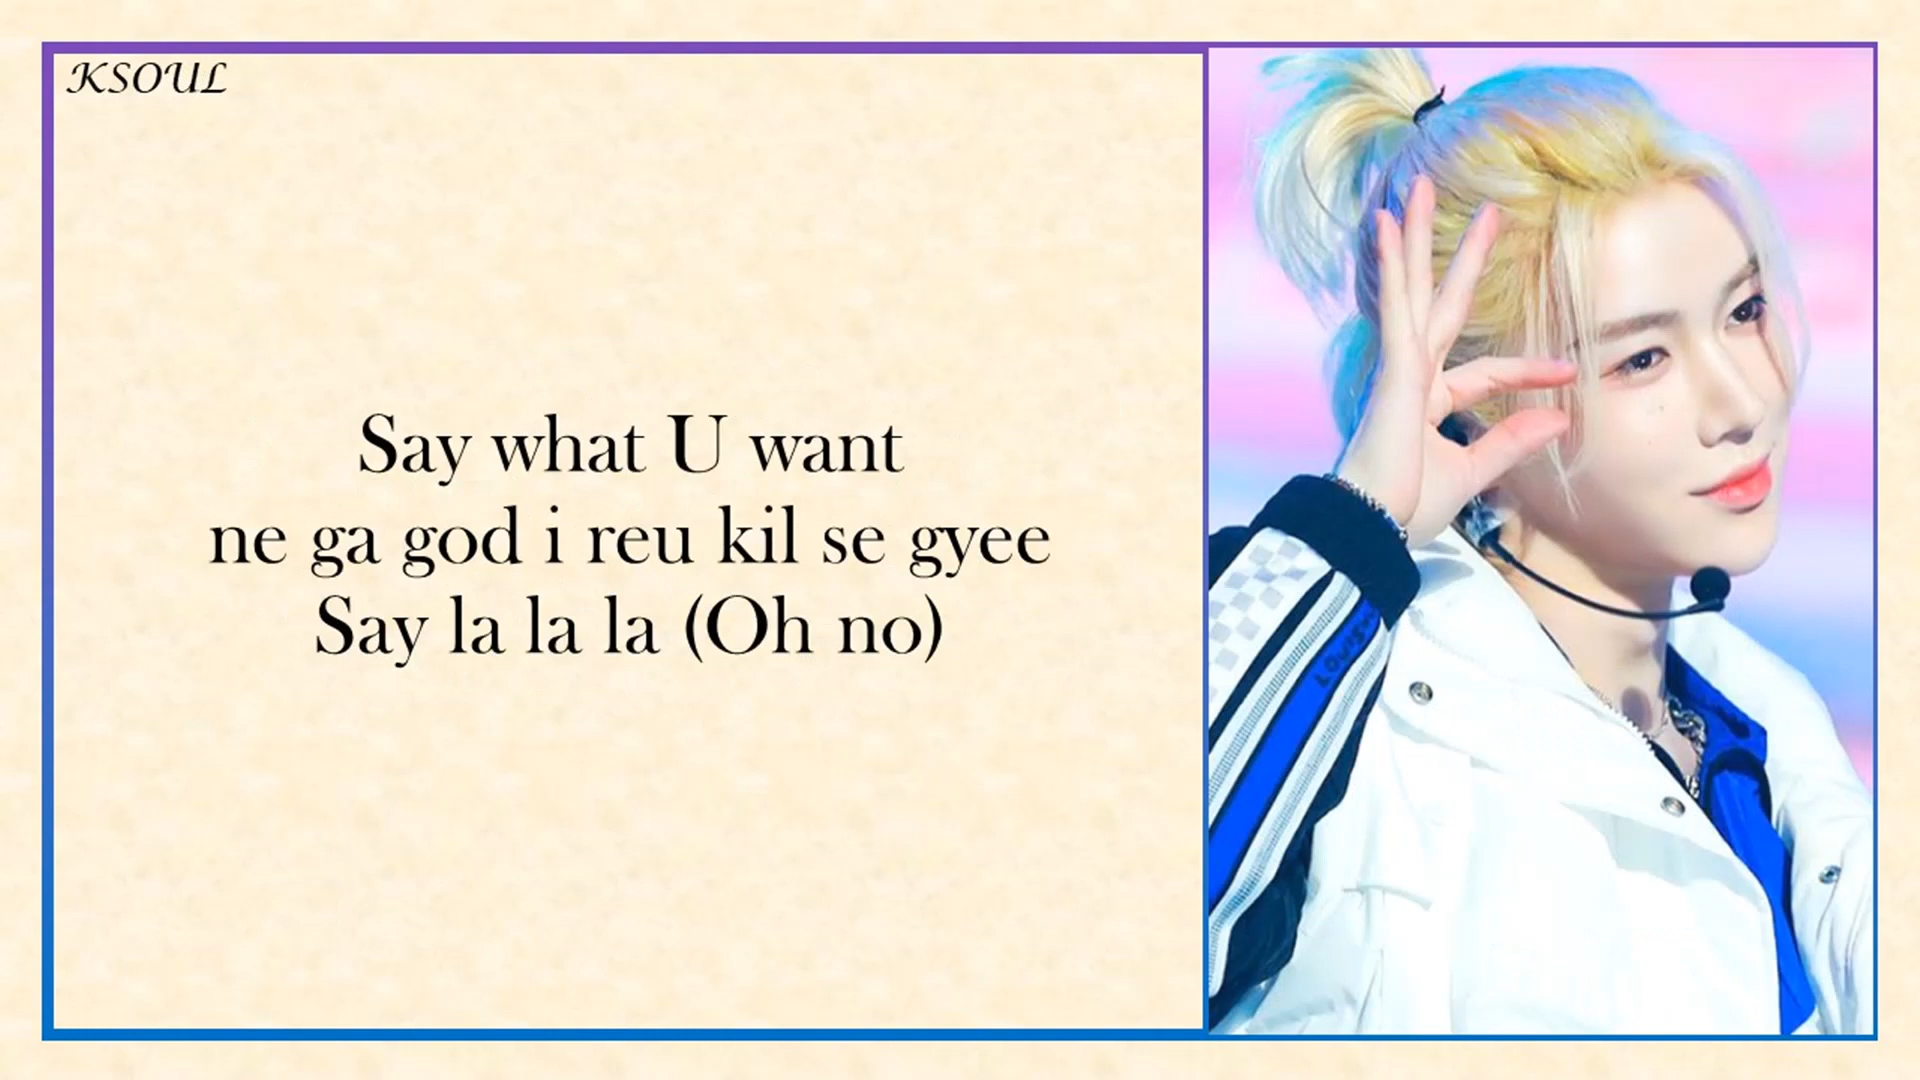 KSOUL
Say what U want
ne ga god i reu kil se gyee
Say la la la (Oh no)